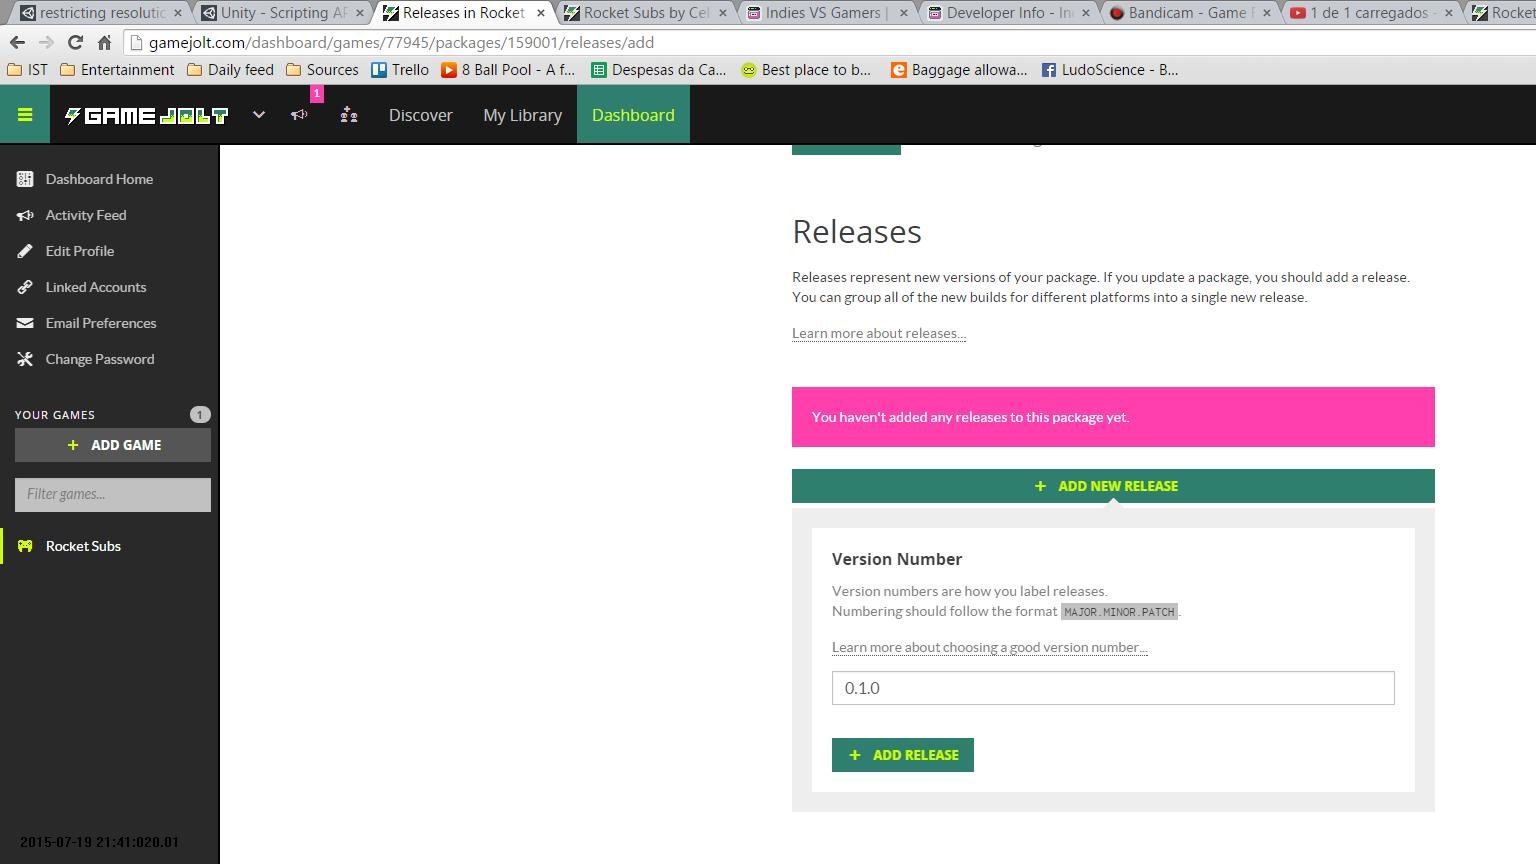 restricting resolutic
Unity - Scripting AP
Releases in Rocket
Rocket Subs by Cel
Indies VS Gamers |
Developer Info - In
Bandicam - Game F
1 de 1 carregados -
Rocket
gamejolt.com/dashboard/games/77945/packages/159001/releases/add
IST
Entertainment
Daily feed
Sources
Trello
8 Ball Pool - A f...
Despesas da Ca...
Best place to b...
Baggage allowa...
LudoScience - B...
GAME JOLT
1
Discover
My Library
Dashboard
Dashboard Home
Activity Feed
Edit Profile
Linked Accounts
Email Preferences
Change Password
YOUR GAMES 1
+ ADD GAME
Filter games...
Rocket Subs
2015-07-19 21:41:020.01
Releases
Releases represent new versions of your package. If you update a package, you should add a release.
You can group all of the new builds for different platforms into a single new release.
Learn more about releases...
You haven't added any releases to this package yet.
+ ADD NEW RELEASE
Version Number
Version numbers are how you label releases.
Numbering should follow the format MAJOR.MINOR.PATCH.
Learn more about choosing a good version number...
0.1.0
+ ADD RELEASE